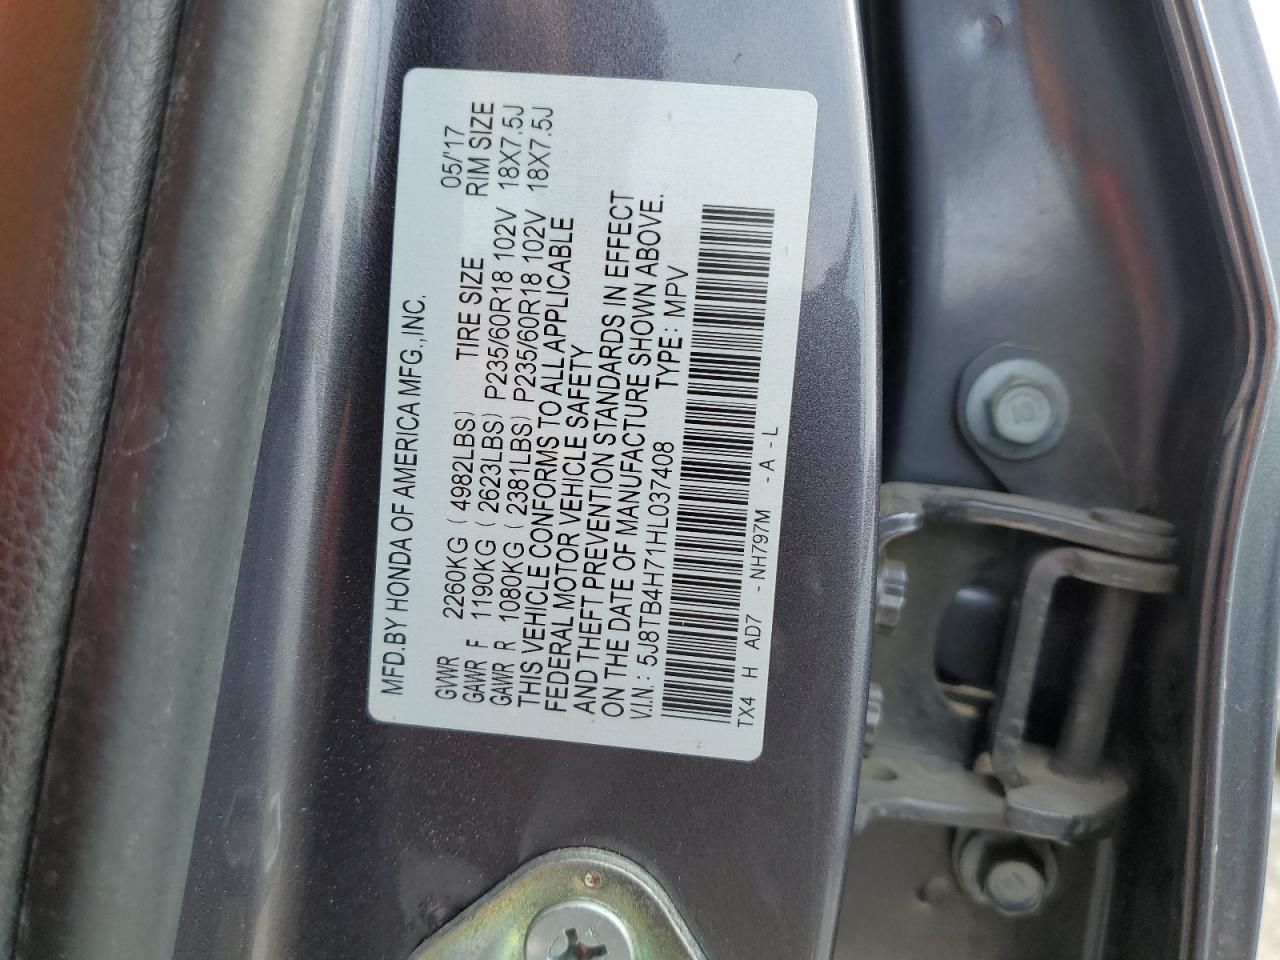 MFD.BY HONDA OF AMERICA MFG.,INC.
05/'17
GVWR 2260KG ( 4982LBS) TIRE SIZE RIM SIZE
GAWR F 1190KG ( 2623LBS) P235/60R18 102V 18X7.5J
GAWR R 1080KG ( 2381LBS) P235/60R18 102V 18X7.5J
THIS VEHICLE CONFORMS TO ALL APPLICABLE
FEDERAL MOTOR VEHICLE SAFETY
AND THEFT PREVENTION STANDARDS IN EFFECT
ON THE DATE OF MANUFACTURE SHOWN ABOVE.
V.I.N.: 5J8TB4H71HL037408 TYPE: MPV
TX4 H AD7 -NH797M -A-L